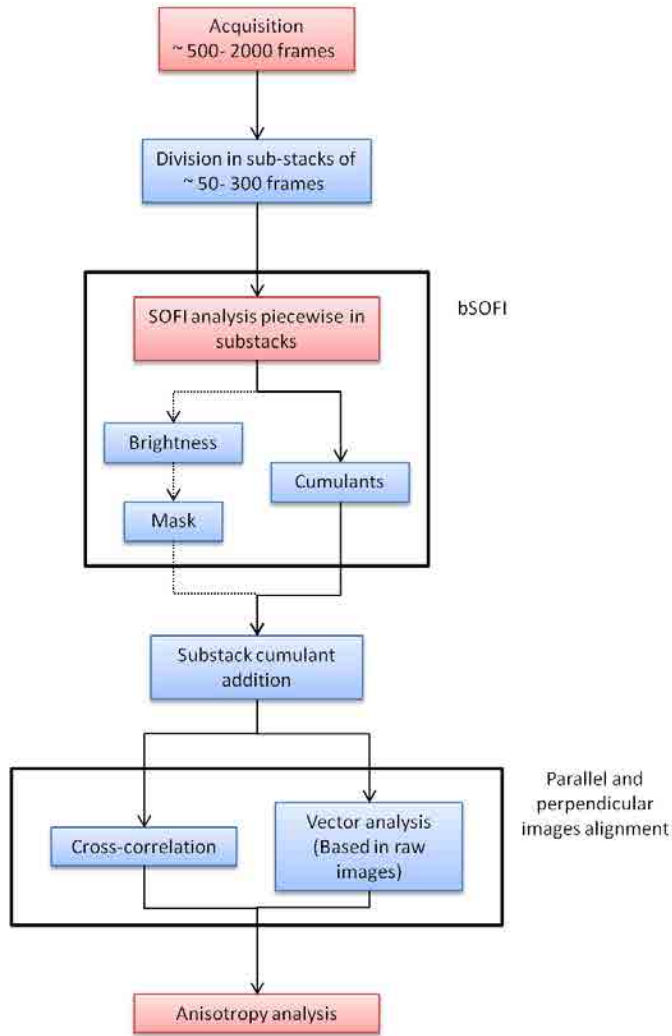 Acquisition
~ 500- 2000 frames
Division in sub-stacks of
~ 50- 300 frames
bSOFI
SOFI analysis piecewise in
substacks
Brightness
Cumulants
Mask
Substack cumulant
addition
Parallel and
perpendicular
images alignment
Cross-correlation
Vector analysis
(Based in raw
images)
Anisotropy analysis